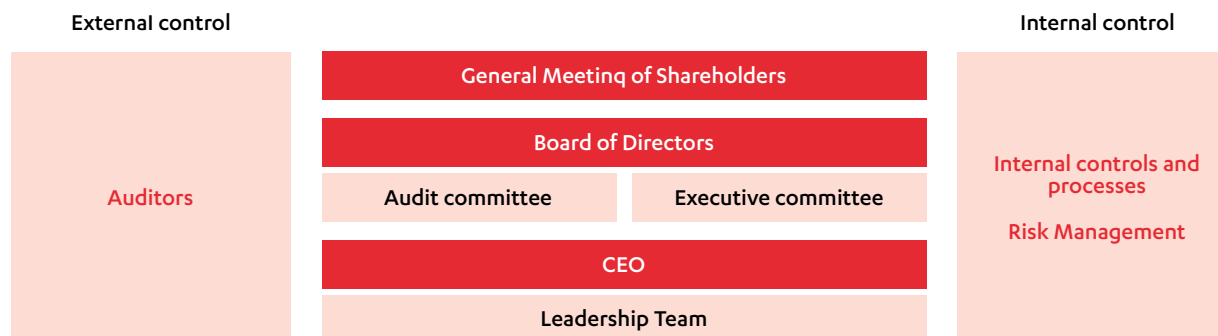 External control
Internal control
General Meeting of Shareholders
Board of Directors
Auditors
Internal controls and
processes
Audit committee
Executive committee
Risk Management
CEO
Leadership Team